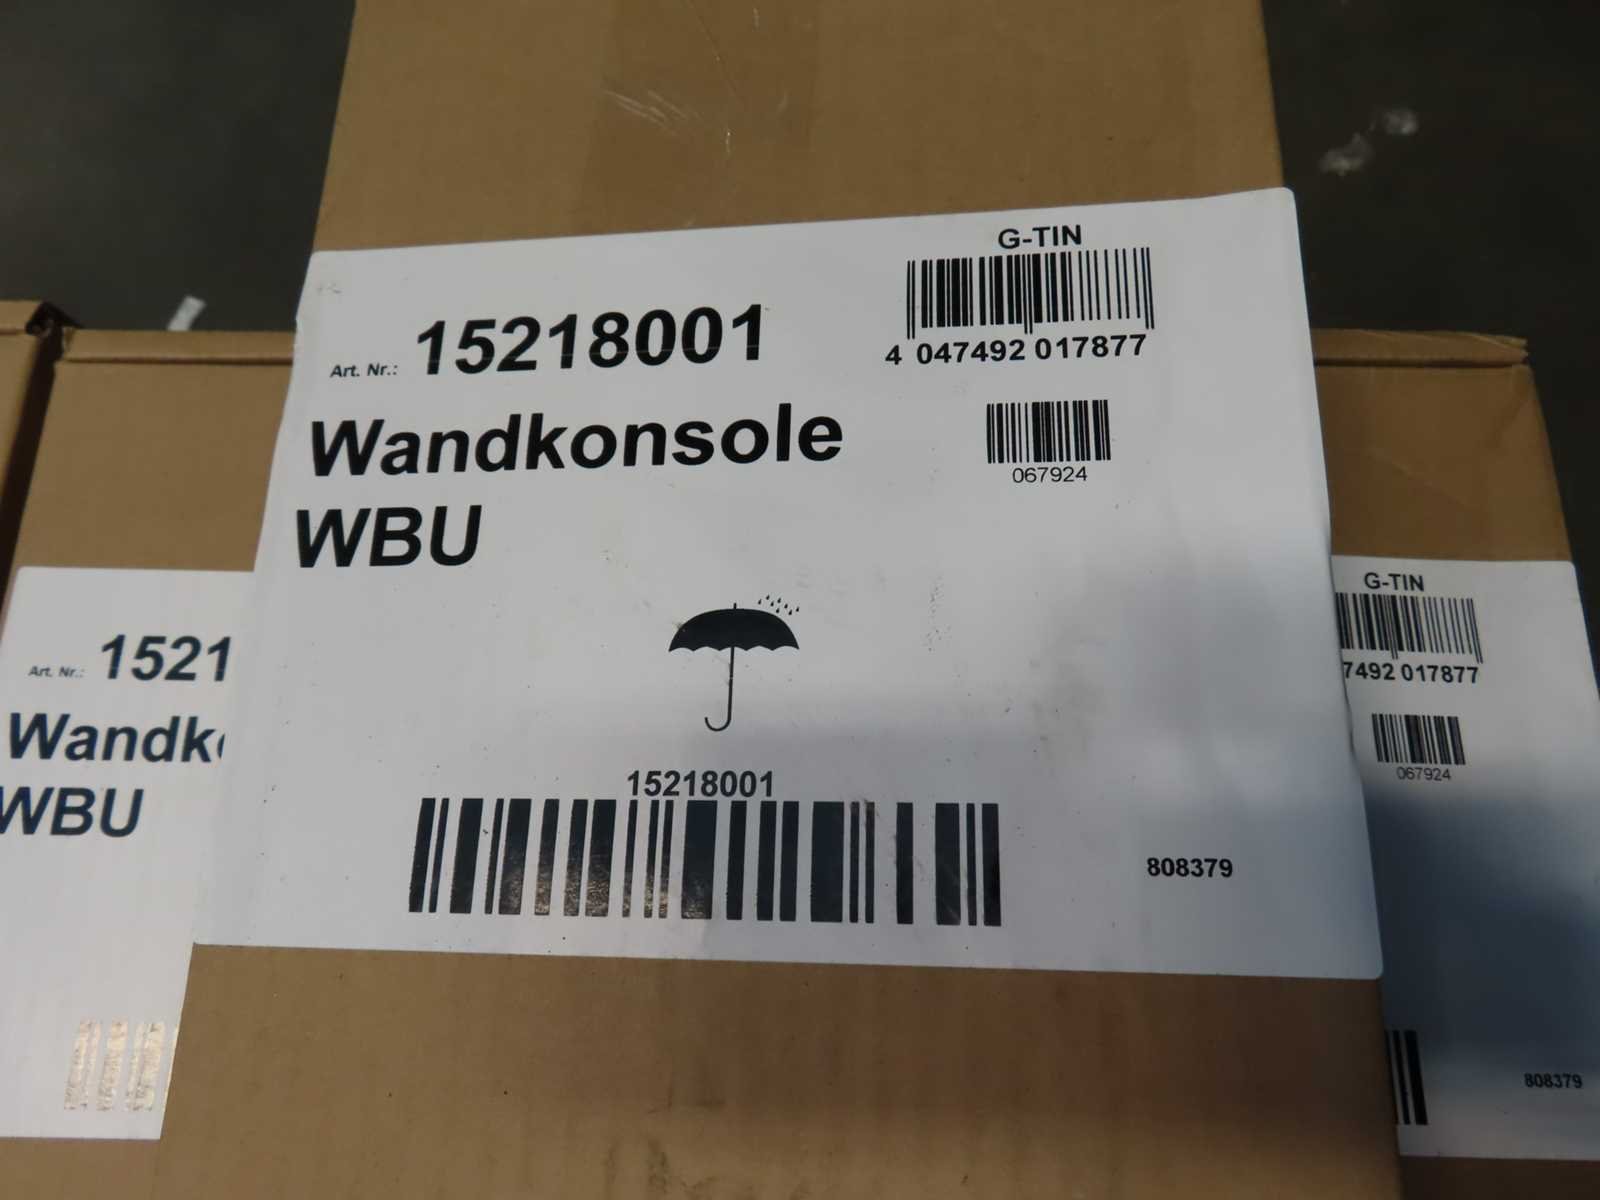 G-TIN
4 047492 017877
Art. Nr.: 15218001
Wandkonsole
WBU
067924
15218001
808379
Art. Nr.: 1521
Wandk
WBU
G-TIN
7492 017877
067924
808379